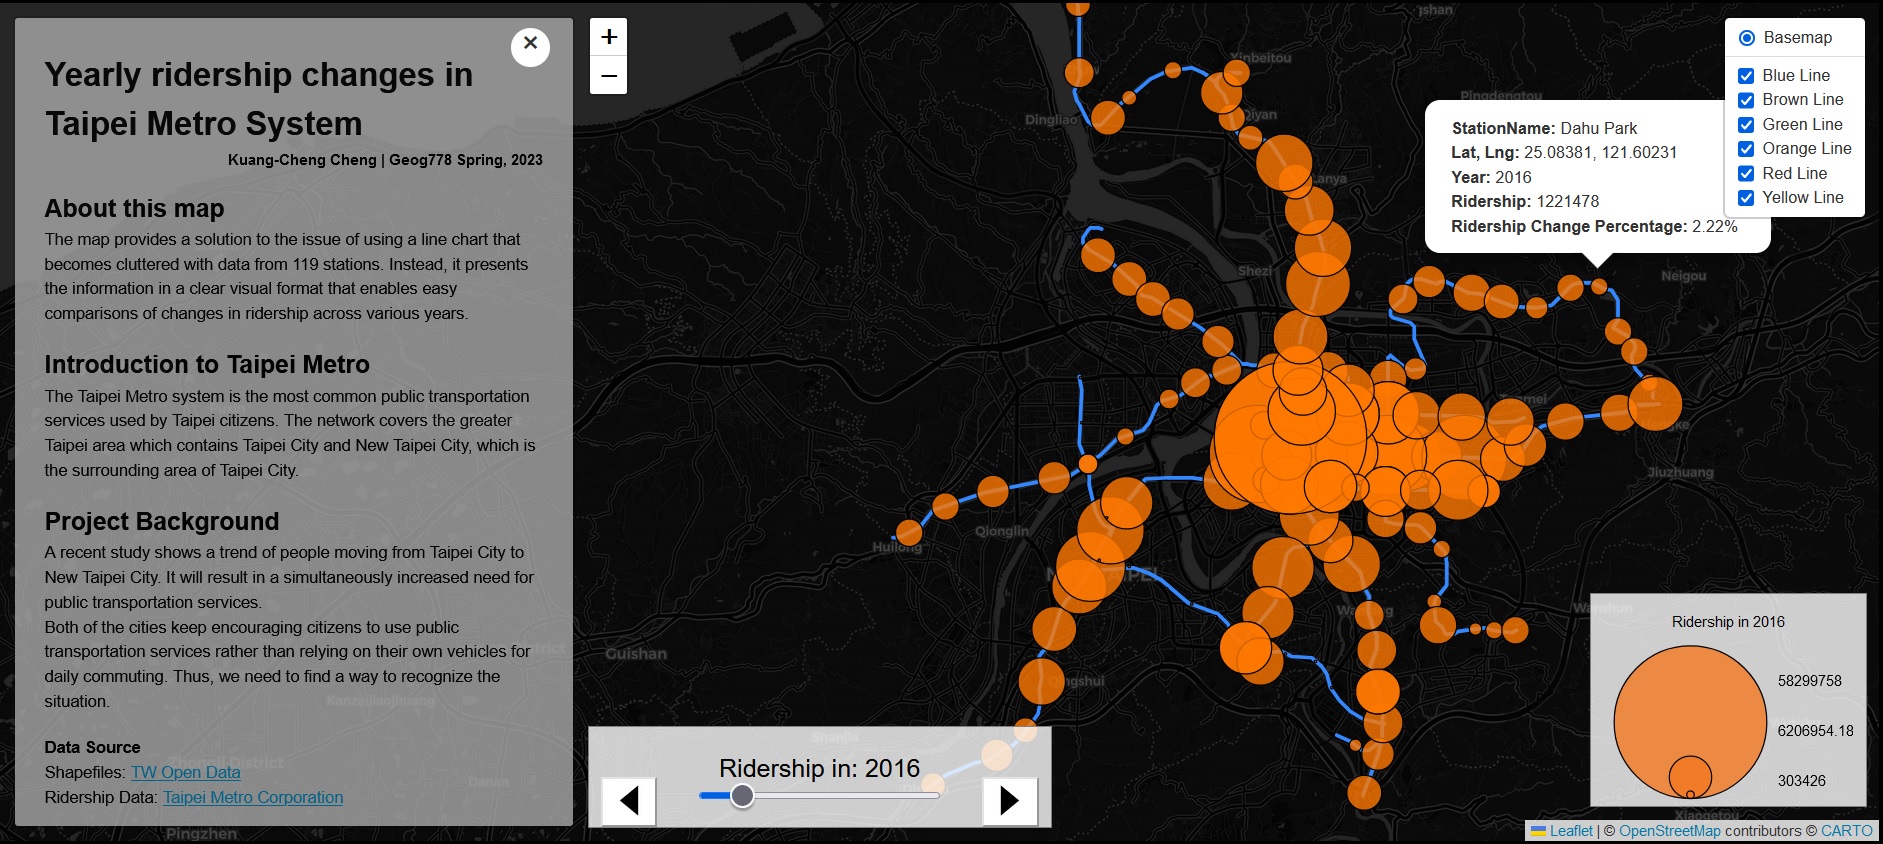 Yearly ridership changes in
Taipei Metro System
Kuang-Cheng Cheng | Geog778 Spring, 2023
About this map
The map provides a solution to the issue of using a line chart that
becomes cluttered with data from 119 stations. Instead, it presents
the information in a clear visual format that enables easy
comparisons of changes in ridership across various years.
Introduction to Taipei Metro
The Taipei Metro system is the most common public transportation
services used by Taipei citizens. The network covers the greater
Taipei area which contains Taipei City and New Taipei City, which is
the surrounding area of Taipei City.
Project Background
A recent study shows a trend of people moving from Taipei City to
New Taipei City. It will result in a simultaneously increased need for
public transportation services.
Both of the cities keep encouraging citizens to use public
transportation services rather than relying on their own vehicles for
daily commuting. Thus, we need to find a way to recognize the
situation.
Data Source
Shapefiles: TW Open Data
Ridership Data: Taipei Metro Corporation
×
+
−
Xinbeitou
Dingliao
Qiyan
Pingdengtou
Shezi
Neigou
Jiuzhuang
Qionglin
Huilong
Guishan
Wanshun
Shanjia
Kanzaijiaojhuang
Zhongli District
Danan
Pingzhen
Xiaogetou
StationName: Dahu Park
Lat, Lng: 25.08381, 121.60231
Year: 2016
Ridership: 1221478
Ridership Change Percentage: 2.22%
Basemap
Blue Line
Brown Line
Green Line
Orange Line
Red Line
Yellow Line
Ridership in: 2016
Ridership in 2016
58299758
6206954.18
303426
Leaflet | © OpenStreetMap contributors © CARTO